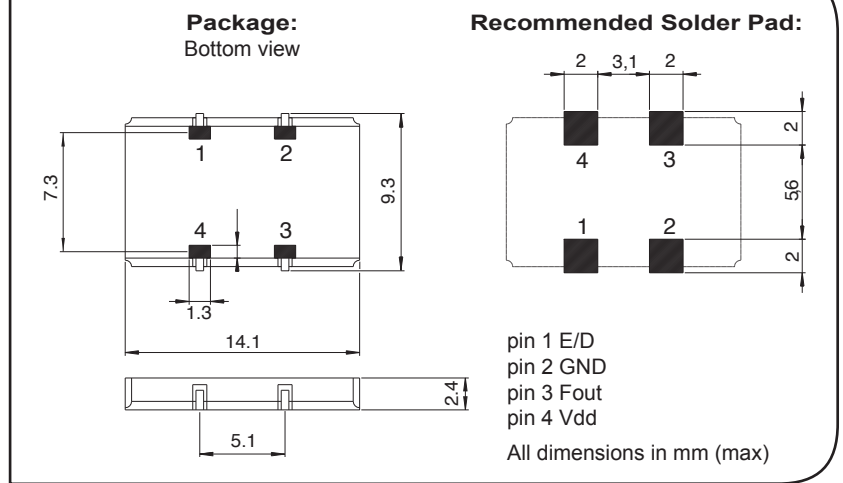 Package:
Bottom view
1
2
7.3
9.3
4
3
1.3
14.1
2.4
5.1
Recommended Solder Pad:
2
3,1
2
2
4
3
5,6
1
2
2
pin 1 E/D
pin 2 GND
pin 3 Fout
pin 4 Vdd
All dimensions in mm (max)